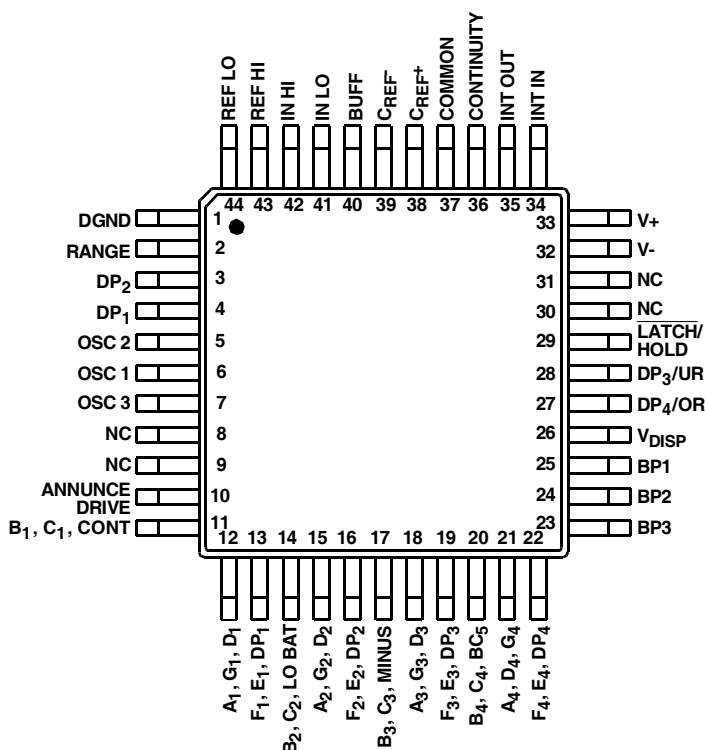 REF LO
REF HI
IN HI
IN LO
BUFF
C_REF-
C_REF+
COMMON
CONTINUITY
INT OUT
INT IN
44 43 42 41 40 39 38 37 36 35 34
DGND 1
RANGE 2
DP2 3
DP1 4
OSC 2 5
OSC 1 6
OSC 3 7
NC 8
NC 9
ANNUNCE
DRIVE 10
B1, C1, CONT 11
33 V+
32 V-
31 NC
30 NC
29 LATCH/
HOLD
28 DP3/UR
27 DP4/OR
26 VDISP
25 BP1
24 BP2
23 BP3
12 13 14 15 16 17 18 19 20 21 22
A1, G1, D1
F1, E1, DP1
B2, C2, LO BAT
A2, G2, D2
F2, E2, DP2
B3, C3, MINUS
A3, G3, D3
F3, E3, DP3
B4, C4, BC5
A4, D4, G4
F4, E4, DP4